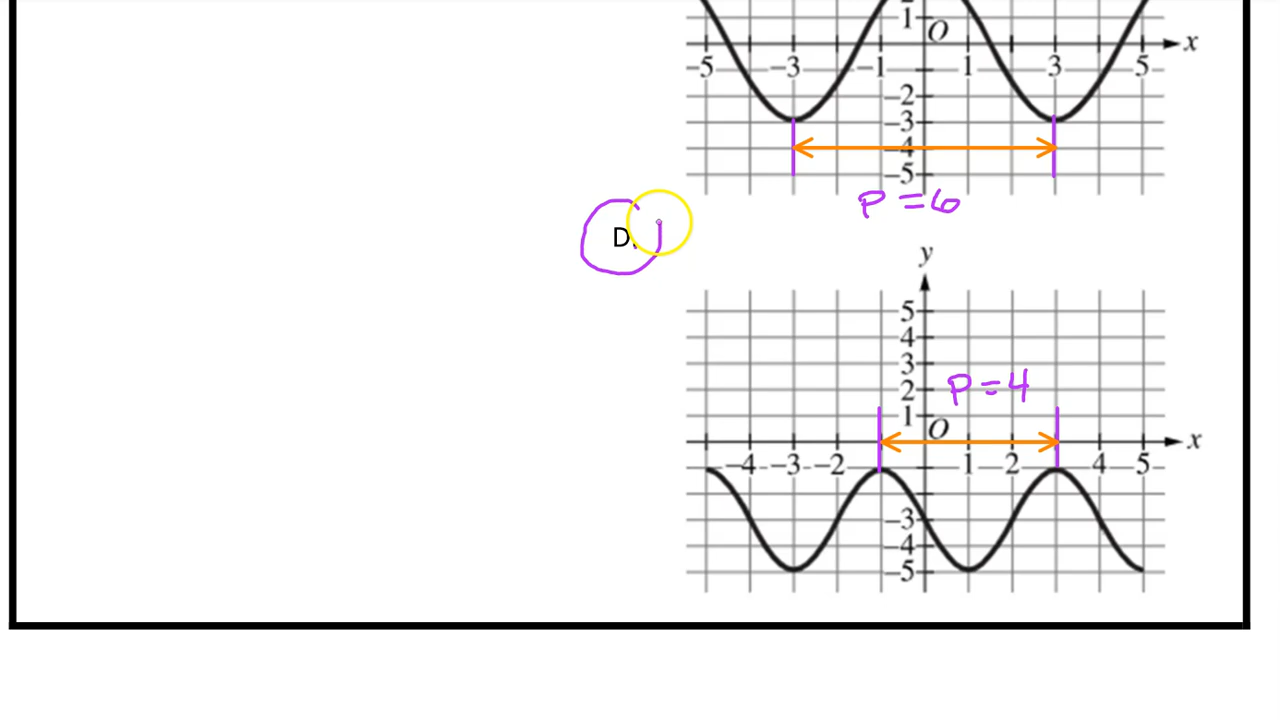 1
O
x
-5 -3 -1 1 3 5
-2
-3
-4
-5
P = 6
D.
y
5
4
3
P = 4
2
1
O
x
-4 -3 -2 1 2 4 5
-3
-4
-5